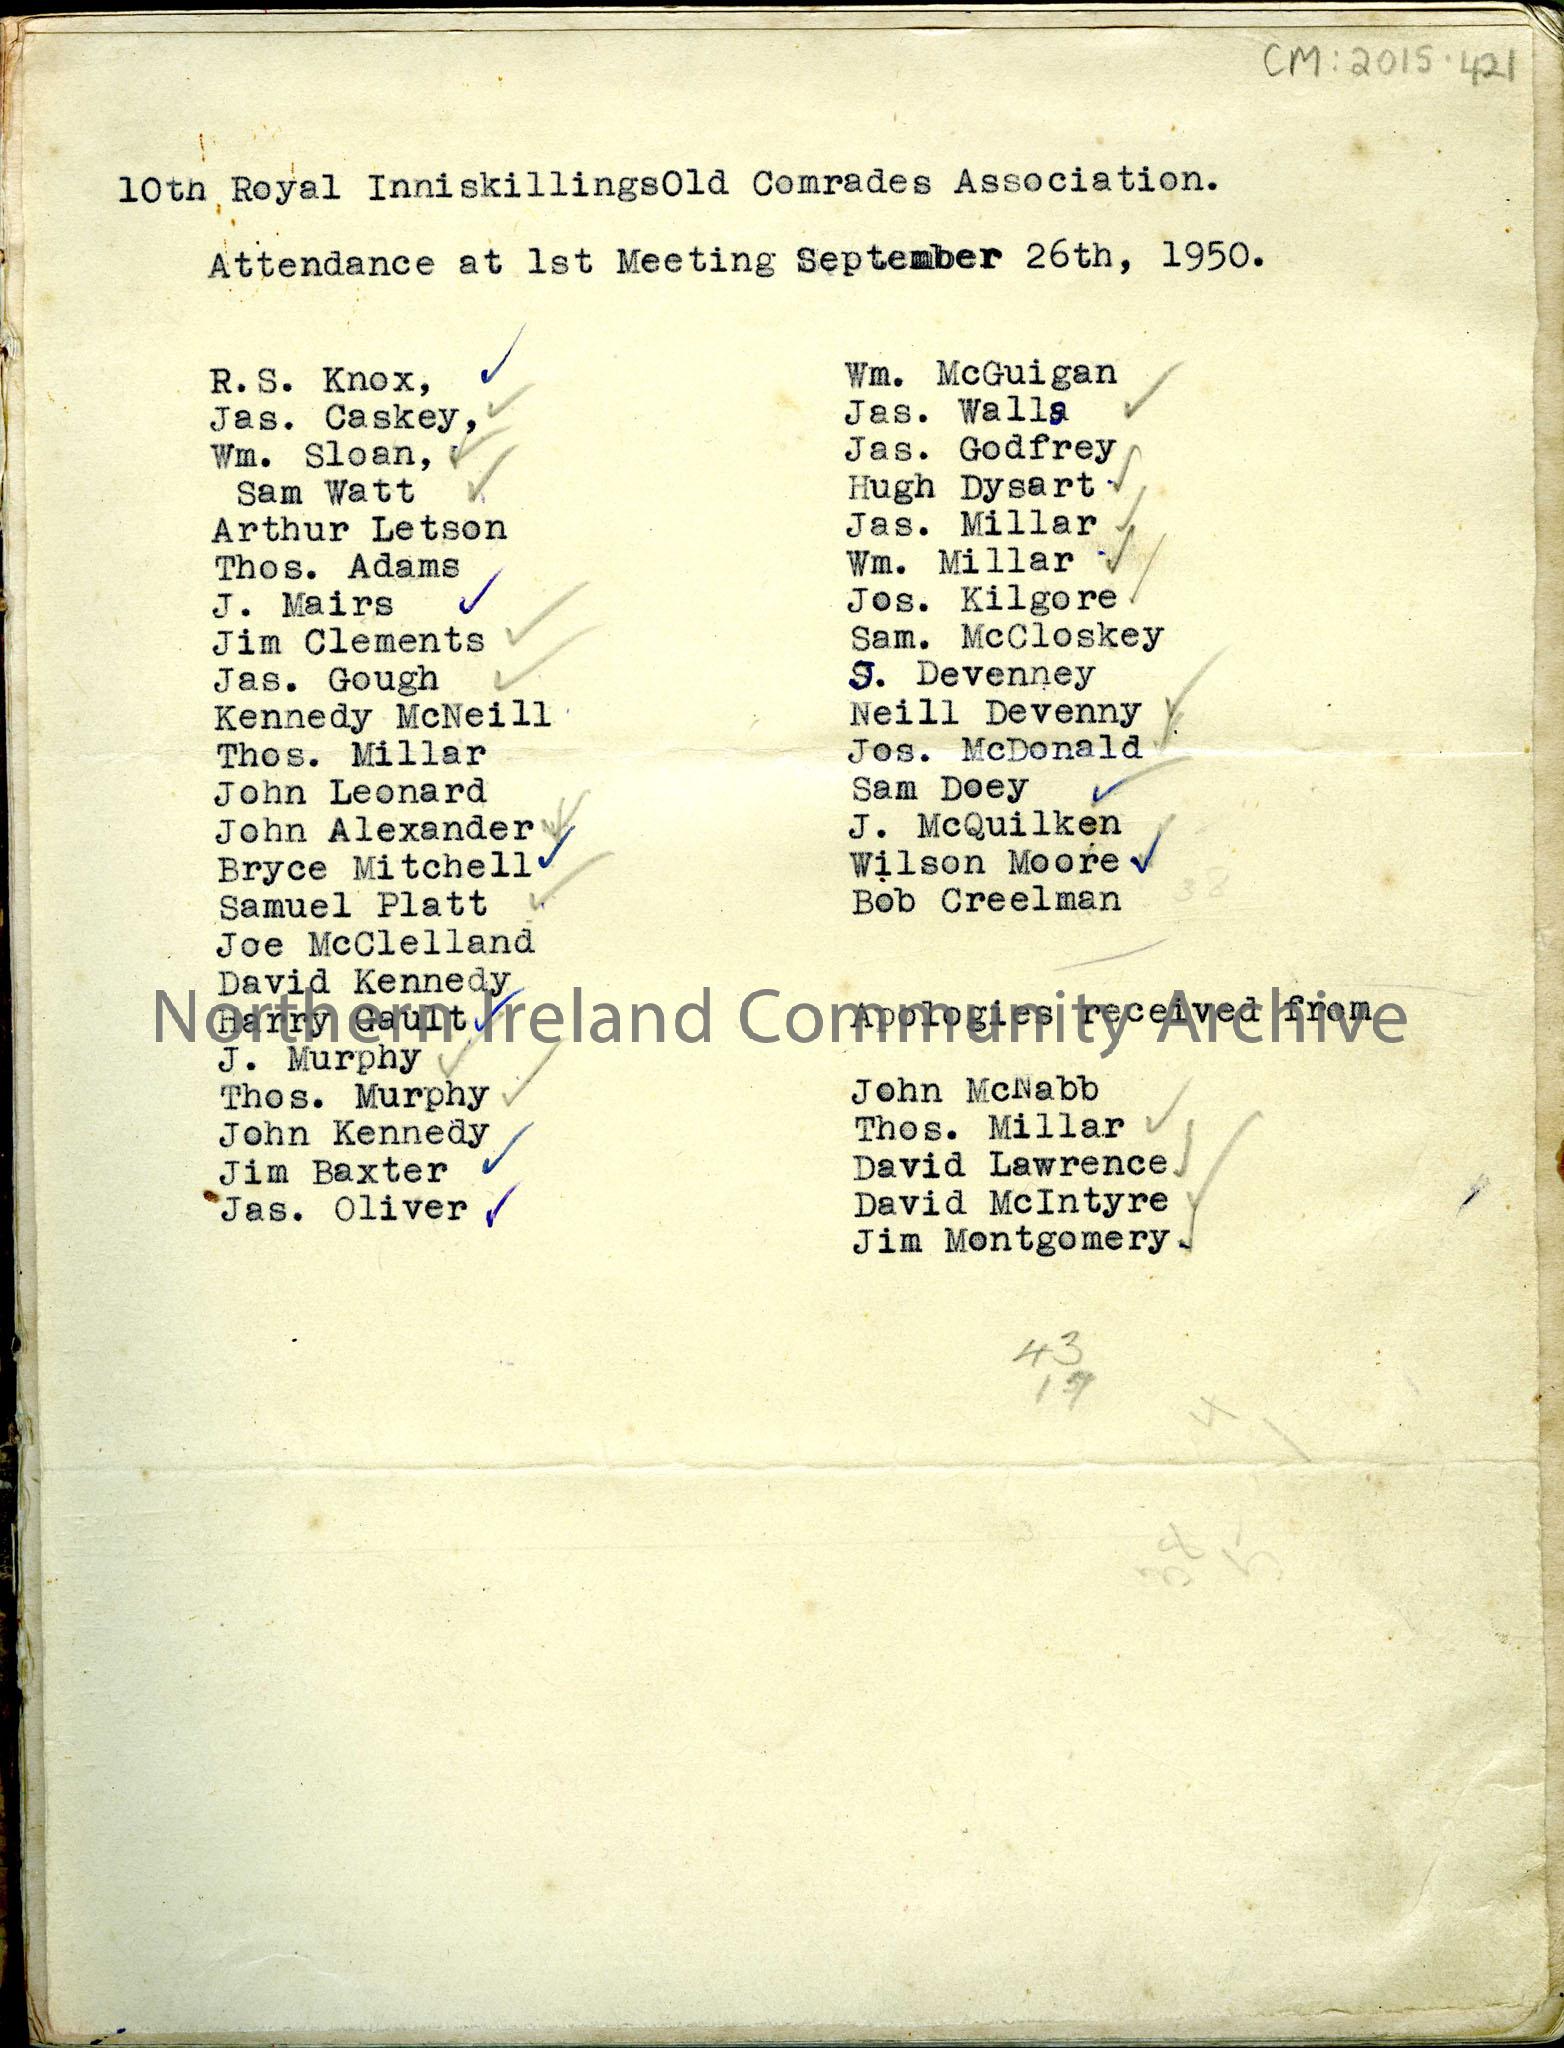 CM:2015.421
10th Royal InniskillingsOld Comrades Association.
Attendance at 1st Meeting September 26th, 1950.
R.S. Knox,
Jas. Caskey,
Wm. Sloan,
Sam Watt
Arthur Letson
Thos. Adams
J. Mairs
Jim Clements
Jas. Gough
Kennedy McNeill
Thos. Millar
John Leonard
John Alexander
Bryce Mitchell
Samuel Platt
Joe McClelland
David Kennedy
Harry Gault
J. Murphy
Thos. Murphy
John Kennedy
Jim Baxter
Jas. Oliver
Wm. McGuigan
Jas. Walls
Jas. Godfrey
Hugh Dysart
Jas. Millar
Wm. Millar
Jos. Kilgore
Sam. McCloskey
S. Devenney
Neill Devenny
Jos. McDonald
Sam Doey
J. McQuilken
Wilson Moore
Bob Creelman
38
Apologies received from
John McNabb
Thos. Millar
David Lawrence
David McIntyre
Jim Montgomery
43
Northern Ireland Community Archive